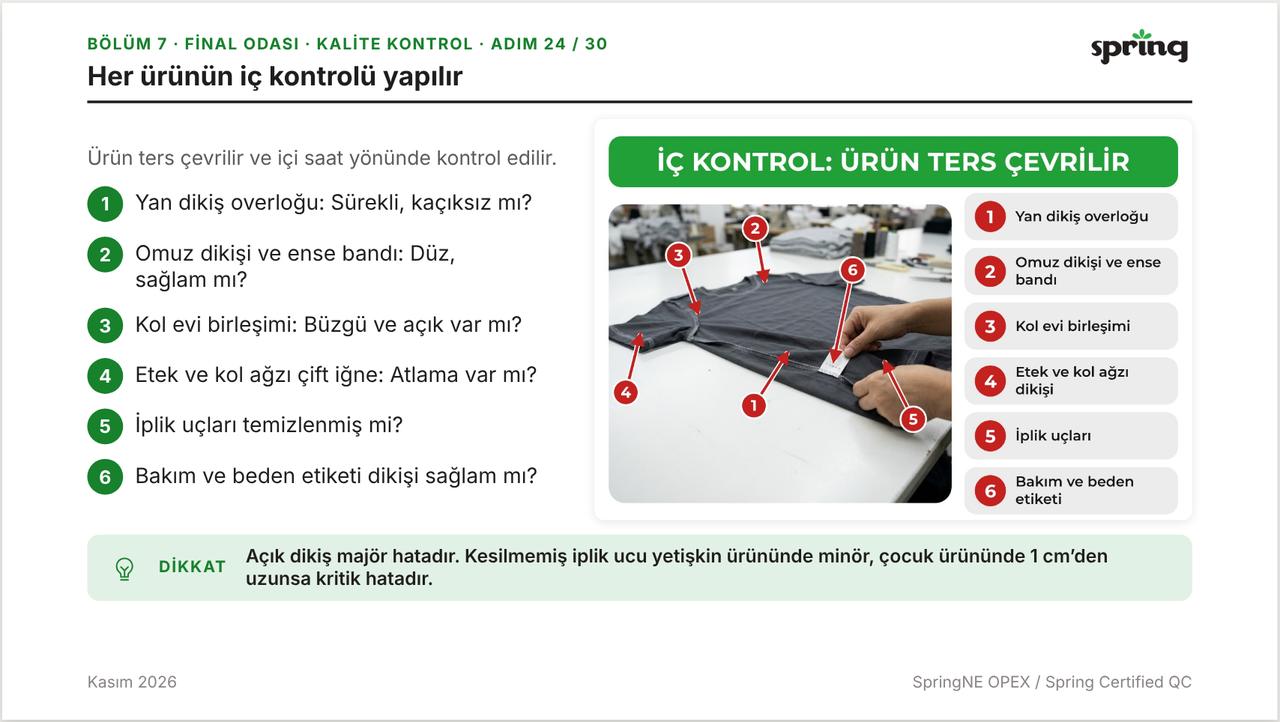 BÖLÜM 7 · FİNAL ODASI · KALİTE KONTROL · ADIM 24 / 30
Her ürünün iç kontrolü yapılır
spring
Ürün ters çevrilir ve içi saat yönünde kontrol edilir.
1 Yan dikiş overloğu: Sürekli, kaçıksız mı?
2 Omuz dikişi ve ense bandı: Düz,
sağlam mı?
3 Kol evi birleşimi: Büzgü ve açık var mı?
4 Etek ve kol ağzı çift iğne: Atlama var mı?
5 İplik uçları temizlenmiş mi?
6 Bakım ve beden etiketi dikişi sağlam mı?
İÇ KONTROL: ÜRÜN TERS ÇEVRİLİR
2
3
6
4
1
5
1 Yan dikiş overloğu
2 Omuz dikişi ve ense
bandı
3 Kol evi birleşimi
4 Etek ve kol ağzı
dikişi
5 İplik uçları
6 Bakım ve beden
etiketi
DİKKAT
Açık dikiş majör hatadır. Kesilmemiş iplik ucu yetişkin ürününde minör, çocuk ürününde 1 cm’den
uzunsa kritik hatadır.
Kasım 2026
SpringNE OPEX / Spring Certified QC